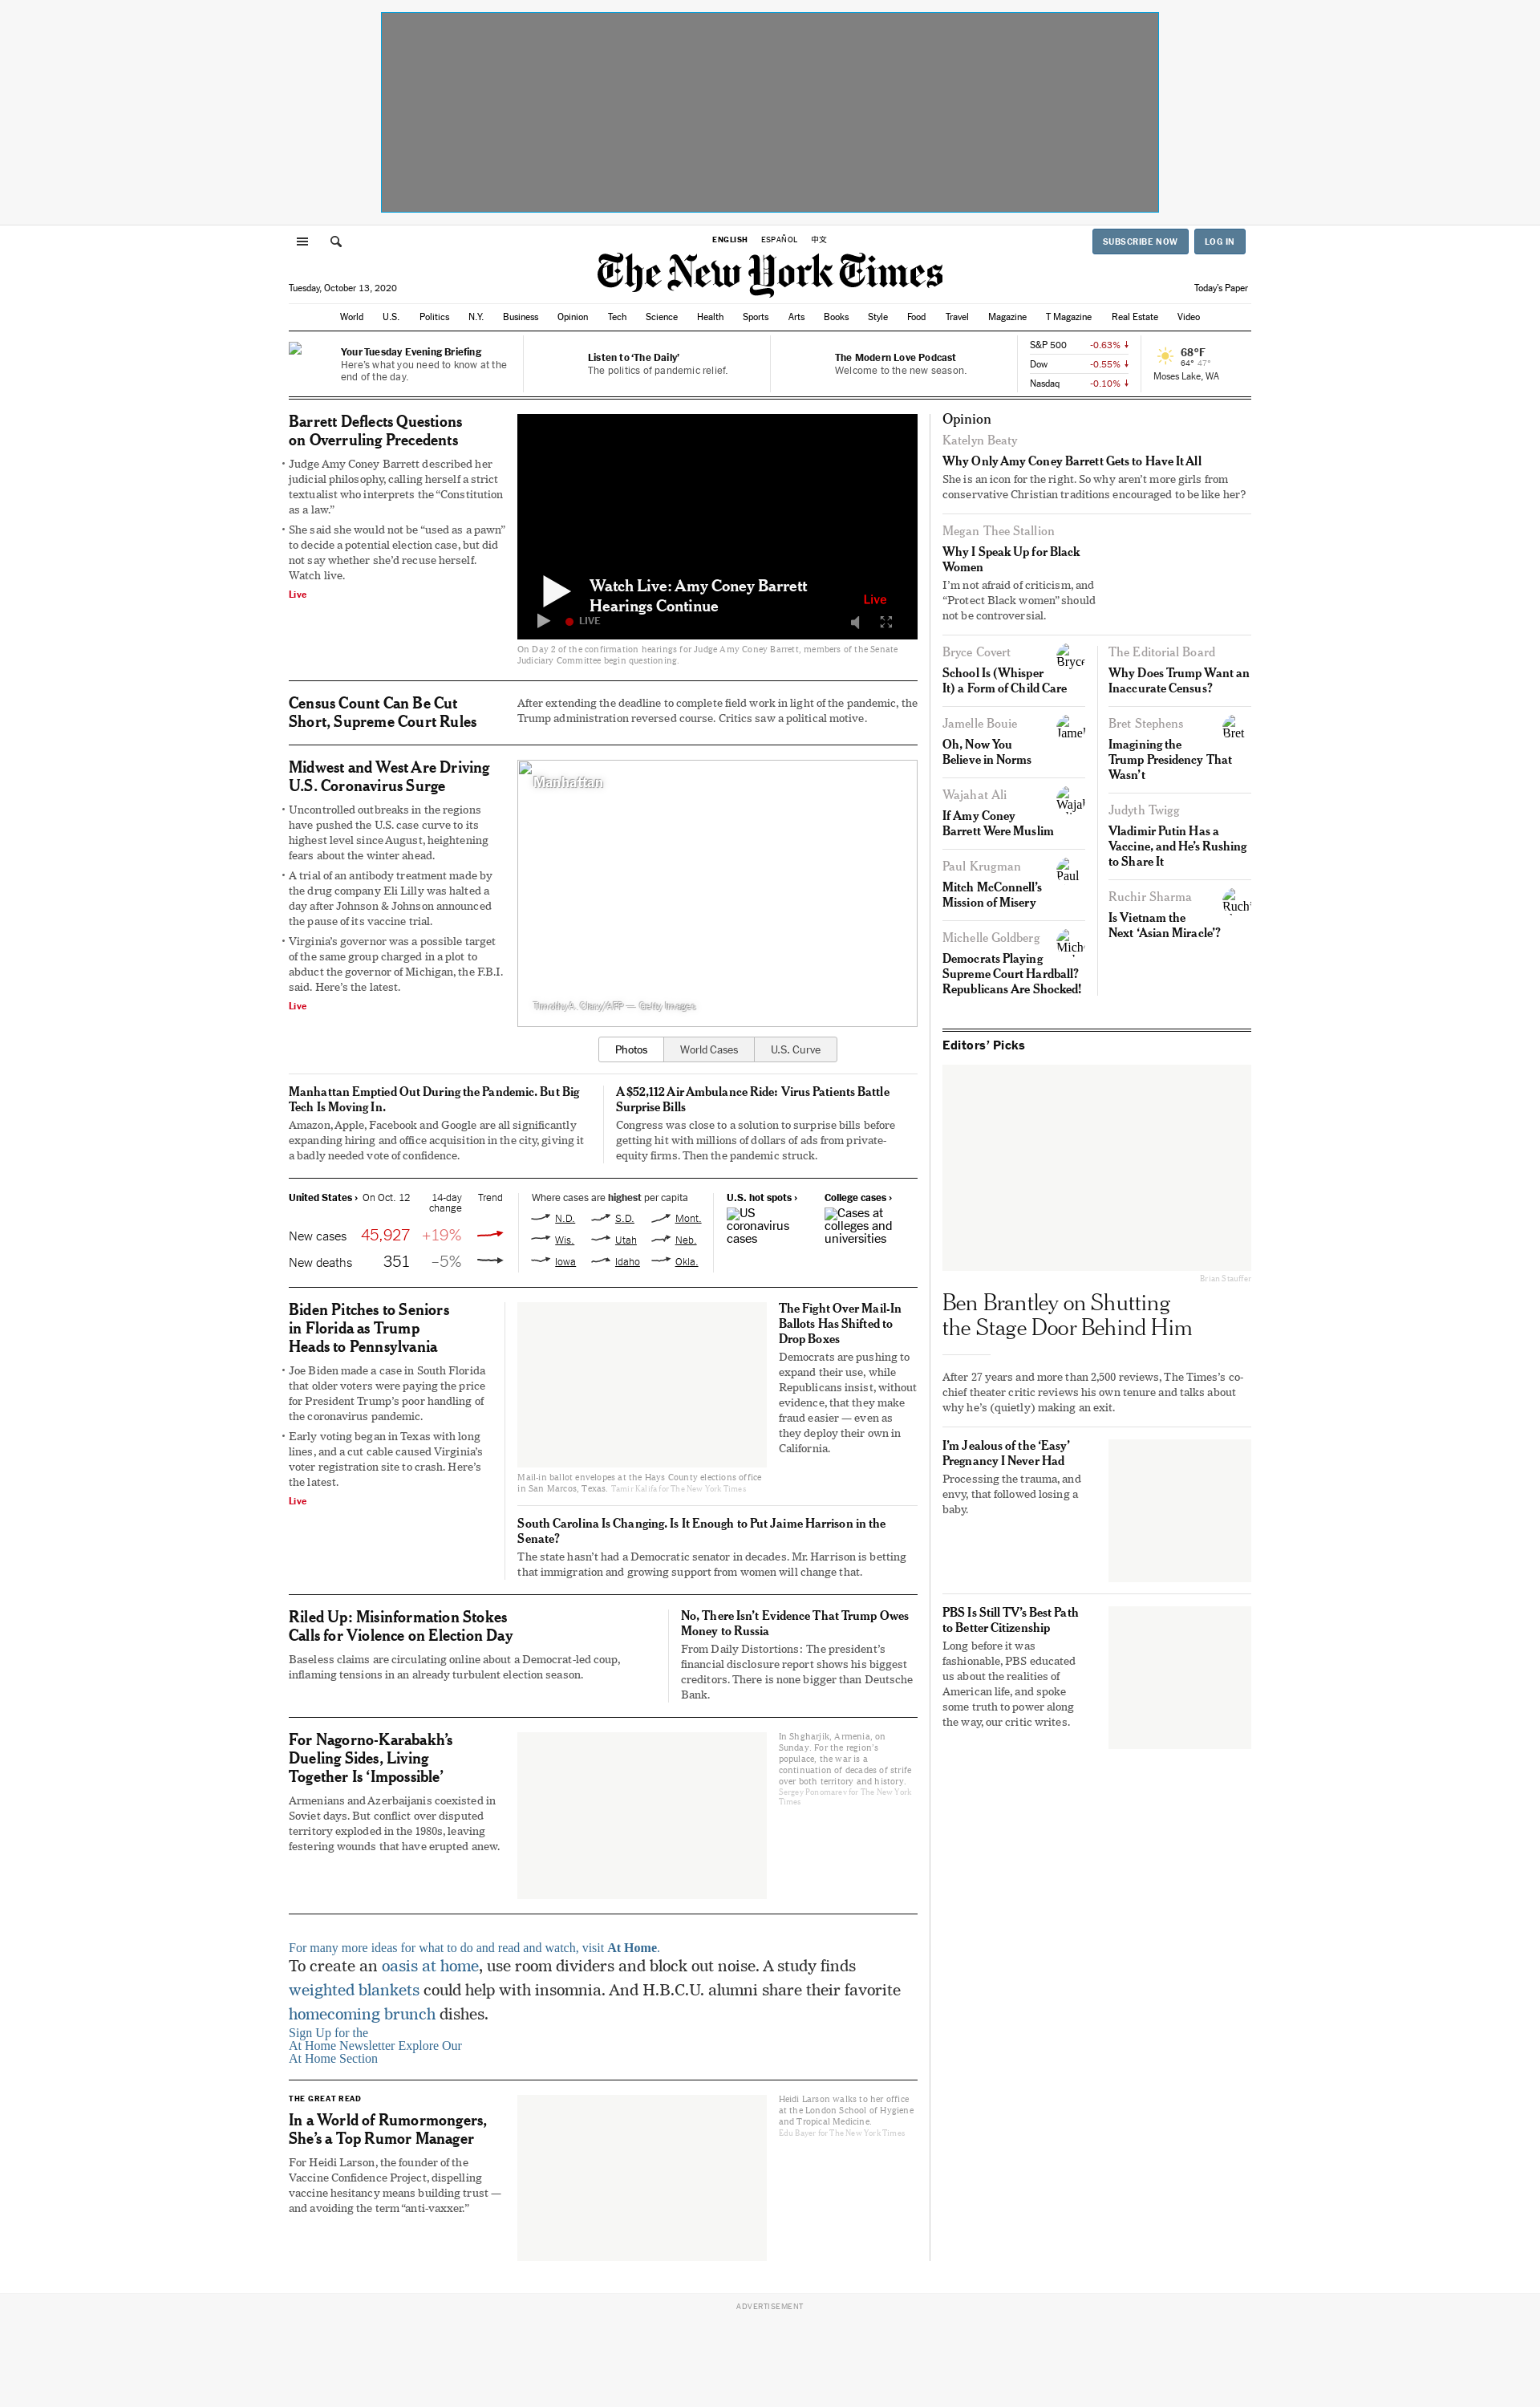 ENGLISH ESPAÑOL 中文
SUBSCRIBE NOW LOG IN
The New York Times
Tuesday, October 13, 2020
Today's Paper
World U.S. Politics N.Y. Business Opinion Tech Science Health Sports Arts Books Style Food Travel Magazine T Magazine Real Estate Video
Your Tuesday Evening Briefing
Here's what you need to know at the
end of the day.
Listen to 'The Daily'
The politics of pandemic relief.
The Modern Love Podcast
Welcome to the new season.
S&P 500 -0.63% ↓
Dow -0.55% ↓
Nasdaq -0.10% ↓
68°F
64° 47°
Moses Lake, WA
Barrett Deflects Questions
on Overruling Precedents
• Judge Amy Coney Barrett described her
judicial philosophy, calling herself a strict
textualist who interprets the “Constitution
as a law.”
• She said she would not be “used as a pawn”
to decide a potential election case, but did
not say whether she’d recuse herself.
Watch live.
Live
Watch Live: Amy Coney Barrett
Hearings Continue
Live
LIVE
On Day 2 of the confirmation hearings for Judge Amy Coney Barrett, members of the Senate
Judiciary Committee begin questioning.
Census Count Can Be Cut
Short, Supreme Court Rules
After extending the deadline to complete field work in light of the pandemic, the
Trump administration reversed course. Critics saw a political motive.
Midwest and West Are Driving
U.S. Coronavirus Surge
• Uncontrolled outbreaks in the regions
have pushed the U.S. case curve to its
highest level since August, heightening
fears about the winter ahead.
• A trial of an antibody treatment made by
the drug company Eli Lilly was halted a
day after Johnson & Johnson announced
the pause of its vaccine trial.
• Virginia’s governor was a possible target
of the same group charged in a plot to
abduct the governor of Michigan, the F.B.I.
said. Here’s the latest.
Live
Manhattan
Timothy A. Clary/AFP — Getty Images
Photos World Cases U.S. Curve
Manhattan Emptied Out During the Pandemic. But Big
Tech Is Moving In.
Amazon, Apple, Facebook and Google are all significantly
expanding hiring and office acquisition in the city, giving it
a badly needed vote of confidence.
A $52,112 Air Ambulance Ride: Virus Patients Battle
Surprise Bills
Congress was close to a solution to surprise bills before
getting hit with millions of dollars of ads from private-
equity firms. Then the pandemic struck.
United States › On Oct. 12 14-day
change Trend
New cases 45,927 +19%
New deaths 351 –5%
Where cases are highest per capita
N.D. S.D. Mont.
Wis. Utah Neb.
Iowa Idaho Okla.
U.S. hot spots ›
US
coronavirus
cases
College cases ›
Cases at
colleges and
universities
Biden Pitches to Seniors
in Florida as Trump
Heads to Pennsylvania
• Joe Biden made a case in South Florida
that older voters were paying the price
for President Trump’s poor handling of
the coronavirus pandemic.
• Early voting began in Texas with long
lines, and a cut cable caused Virginia’s
voter registration site to crash. Here’s
the latest.
Live
Mail-in ballot envelopes at the Hays County elections office
in San Marcos, Texas. Tamir Kalifa for The New York Times
The Fight Over Mail-In
Ballots Has Shifted to
Drop Boxes
Democrats are pushing to
expand their use, while
Republicans insist, without
evidence, that they make
fraud easier — even as
they deploy their own in
California.
South Carolina Is Changing. Is It Enough to Put Jaime Harrison in the
Senate?
The state hasn’t had a Democratic senator in decades. Mr. Harrison is betting
that immigration and growing support from women will change that.
Riled Up: Misinformation Stokes
Calls for Violence on Election Day
Baseless claims are circulating online about a Democrat-led coup,
inflaming tensions in an already turbulent election season.
No, There Isn’t Evidence That Trump Owes
Money to Russia
From Daily Distortions: The president’s
financial disclosure report shows his biggest
creditors. There is none bigger than Deutsche
Bank.
For Nagorno-Karabakh’s
Dueling Sides, Living
Together Is ‘Impossible’
Armenians and Azerbaijanis coexisted in
Soviet days. But conflict over disputed
territory exploded in the 1980s, leaving
festering wounds that have erupted anew.
In Shgharjik, Armenia, on
Sunday. For the region’s
populace, the war is a
continuation of decades of strife
over both territory and history.
Sergey Ponomarev for The New York
Times
For many more ideas for what to do and read and watch, visit At Home.
To create an oasis at home, use room dividers and block out noise. A study finds
weighted blankets could help with insomnia. And H.B.C.U. alumni share their favorite
homecoming brunch dishes.
Sign Up for the
At Home Newsletter Explore Our
At Home Section
THE GREAT READ
In a World of Rumormongers,
She’s a Top Rumor Manager
For Heidi Larson, the founder of the
Vaccine Confidence Project, dispelling
vaccine hesitancy means building trust —
and avoiding the term “anti-vaxxer.”
Heidi Larson walks to her office
at the London School of Hygiene
and Tropical Medicine.
Edu Bayer for The New York Times
Opinion
Katelyn Beaty
Why Only Amy Coney Barrett Gets to Have It All
She is an icon for the right. So why aren’t more girls from
conservative Christian traditions encouraged to be like her?
Megan Thee Stallion
Why I Speak Up for Black
Women
I’m not afraid of criticism, and
“Protect Black women” should
not be controversial.
Bryce Covert
Bryce
School Is (Whisper
It) a Form of Child Care
Jamelle Bouie
Jamel
Oh, Now You
Believe in Norms
Wajahat Ali
Wajal
If Amy Coney
Barrett Were Muslim
Paul Krugman
Paul
Mitch McConnell’s
Mission of Misery
Michelle Goldberg
Mich
Democrats Playing
Supreme Court Hardball?
Republicans Are Shocked!
The Editorial Board
Why Does Trump Want an
Inaccurate Census?
Bret Stephens
Bret
Imagining the
Trump Presidency That
Wasn’t
Judyth Twigg
Vladimir Putin Has a
Vaccine, and He’s Rushing
to Share It
Ruchir Sharma
Ruch
Is Vietnam the
Next ‘Asian Miracle’?
Editors’ Picks
Brian Stauffer
Ben Brantley on Shutting
the Stage Door Behind Him
After 27 years and more than 2,500 reviews, The Times’s co-
chief theater critic reviews his own tenure and talks about
why he’s (quietly) making an exit.
I’m Jealous of the ‘Easy’
Pregnancy I Never Had
Processing the trauma, and
envy, that followed losing a
baby.
PBS Is Still TV’s Best Path
to Better Citizenship
Long before it was
fashionable, PBS educated
us about the realities of
American life, and spoke
some truth to power along
the way, our critic writes.
ADVERTISEMENT